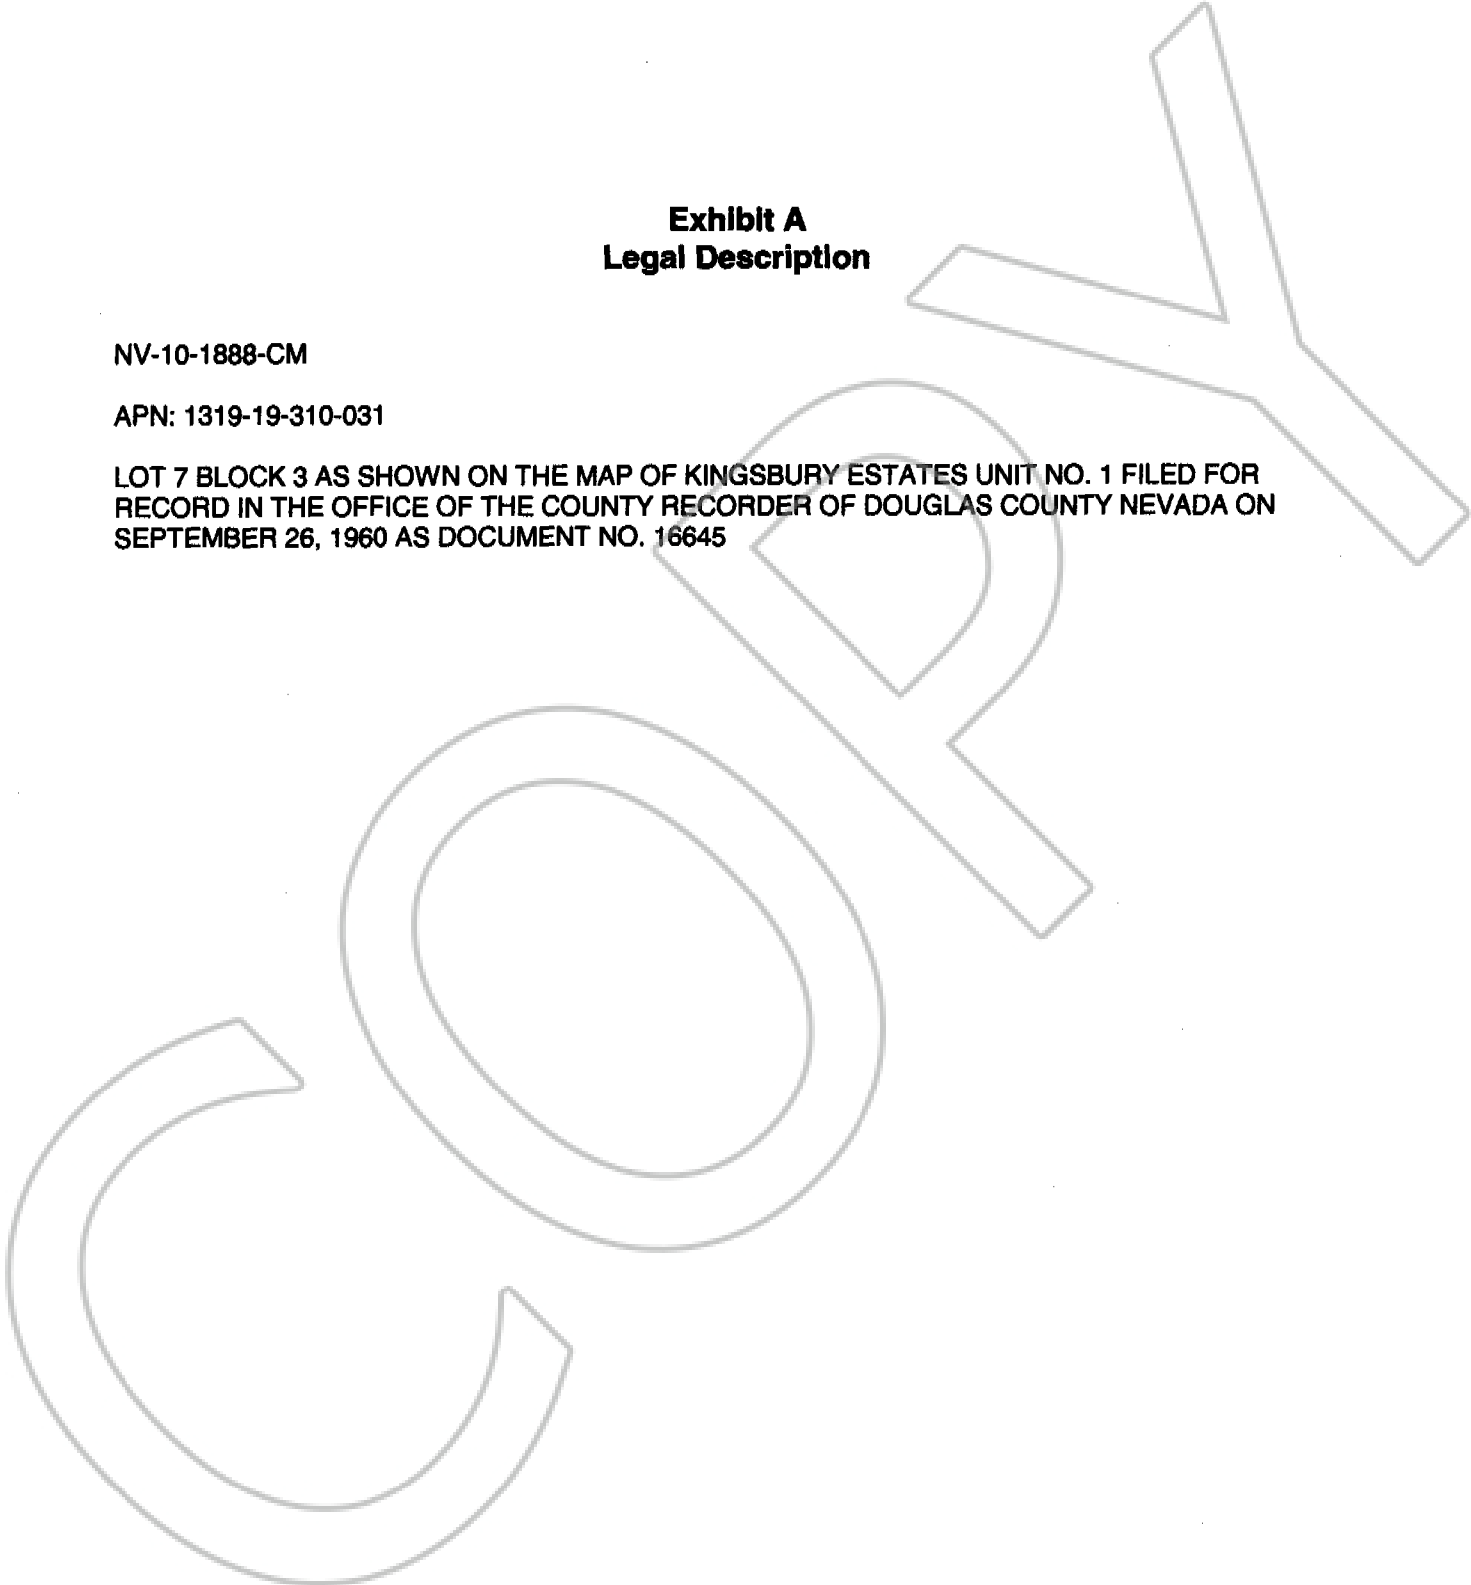 Exhibit A
Legal Description
NV-10-1888-CM
APN: 1319-19-310-031
LOT 7 BLOCK 3 AS SHOWN ON THE MAP OF KINGSBURY ESTATES UNIT NO. 1 FILED FOR
RECORD IN THE OFFICE OF THE COUNTY RECORDER OF DOUGLAS COUNTY NEVADA ON
SEPTEMBER 26, 1960 AS DOCUMENT NO. 16645
COPY